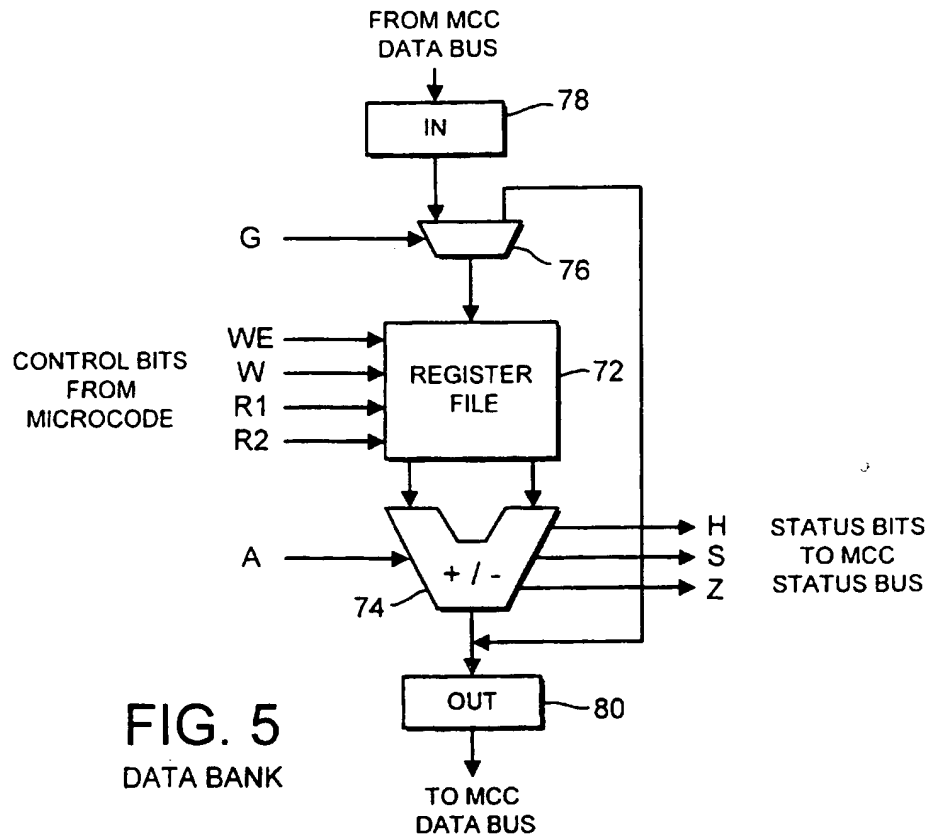 FROM MCC
DATA BUS
78
IN
G
76
CONTROL BITS
FROM
MICROCODE
WE
W
R1
R2
REGISTER
FILE
72
A
+ / -
74
H
S
Z
STATUS BITS
TO MCC
STATUS BUS
OUT
80
FIG. 5
DATA BANK
TO MCC
DATA BUS